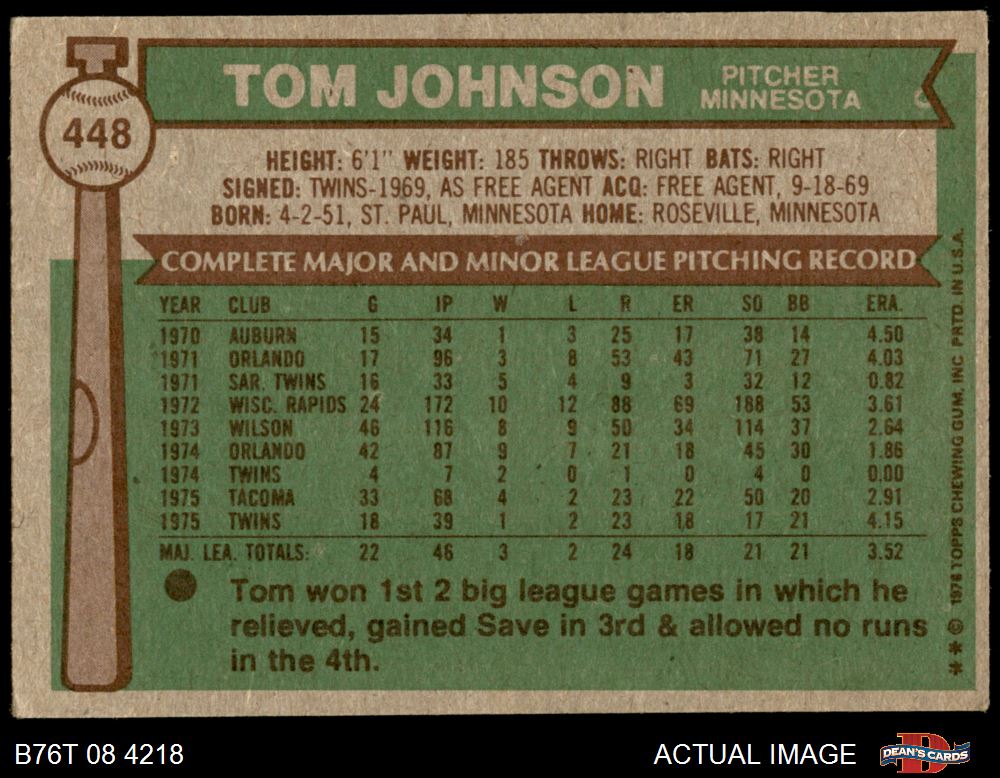 448
TOM JOHNSON
PITCHER
MINNESOTA
HEIGHT: 6'1" WEIGHT: 185 THROWS: RIGHT BATS: RIGHT
SIGNED: TWINS-1969, AS FREE AGENT ACQ: FREE AGENT, 9-18-69
BORN: 4-2-51, ST. PAUL, MINNESOTA HOME: ROSEVILLE, MINNESOTA
COMPLETE MAJOR AND MINOR LEAGUE PITCHING RECORD
YEAR CLUB G IP W L R ER SO BB ERA.
1970 AUBURN 15 34 1 3 25 17 38 14 4.50
1971 ORLANDO 17 96 3 8 53 43 71 27 4.03
1971 SAR. TWINS 16 33 5 4 9 3 32 12 0.82
1972 WISC. RAPIDS 24 172 10 12 88 69 188 53 3.61
1973 WILSON 46 116 8 9 50 34 114 37 2.64
1974 ORLANDO 42 87 9 7 21 18 45 30 1.86
1974 TWINS 4 7 2 0 1 0 4 0 0.00
1975 TACOMA 33 68 4 2 23 22 50 20 2.91
1975 TWINS 18 39 1 2 23 18 17 21 4.15
MAJ. LEA. TOTALS: 22 46 3 2 24 18 21 21 3.52
Tom won 1st 2 big league games in which he
relieved, gained Save in 3rd & allowed no runs
in the 4th.
* * © 1976 TOPPS CHEWING GUM, INC PRTD. IN U.S.A.
B76T 08 4218
ACTUAL IMAGE
DEAN'S CARDS